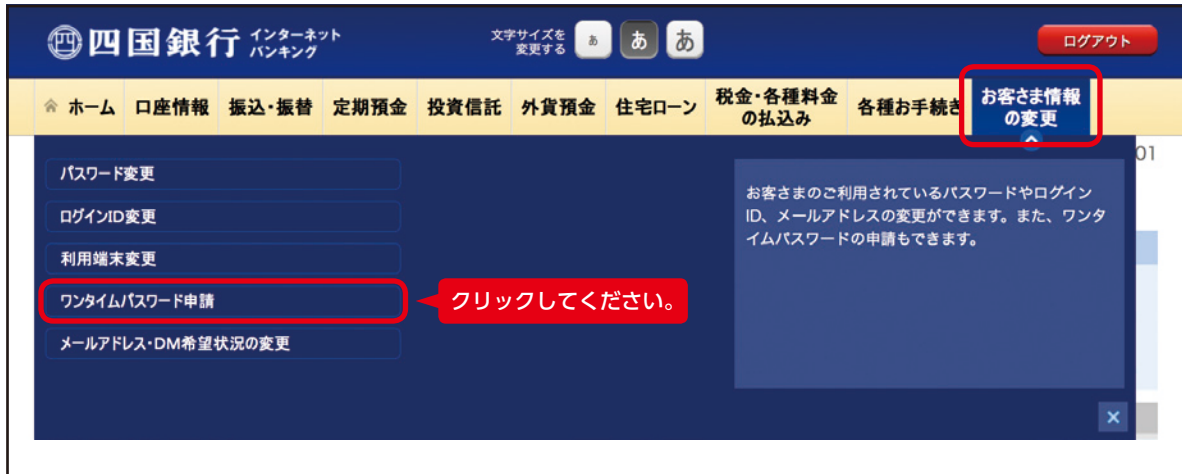 四国銀行 インターネット
バンキング
文字サイズを
変更する
あ あ あ
ログアウト
ホーム 口座情報 振込・振替 定期預金 投資信託 外貨預金 住宅ローン 税金・各種料金
の払込み 各種お手続き お客さま情報
の変更
01
パスワード変更
ログインID変更
利用端末変更
ワンタイムパスワード申請
メールアドレス・DM希望状況の変更
クリックしてください。
お客さまのご利用されているパスワードやログイン
ID、メールアドレスの変更ができます。また、ワンタ
イムパスワードの申請もできます。